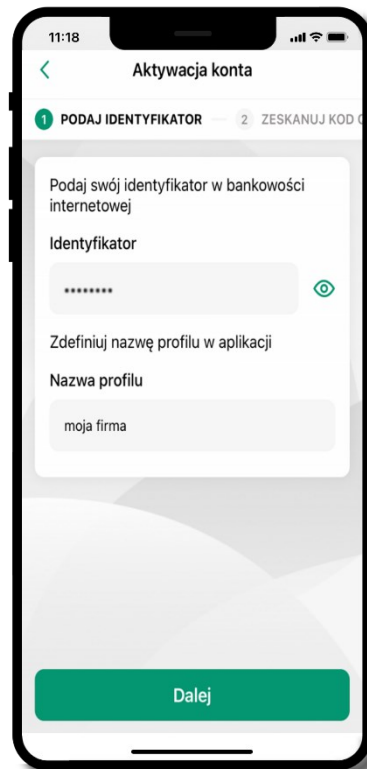 11:18
Aktywacja konta
1 PODAJ IDENTYFIKATOR 2 ZESKANUJ KOD
Podaj swój identyfikator w bankowości
internetowej
Identyfikator
••••••••
Zdefiniuj nazwę profilu w aplikacji
Nazwa profilu
moja firma
Dalej